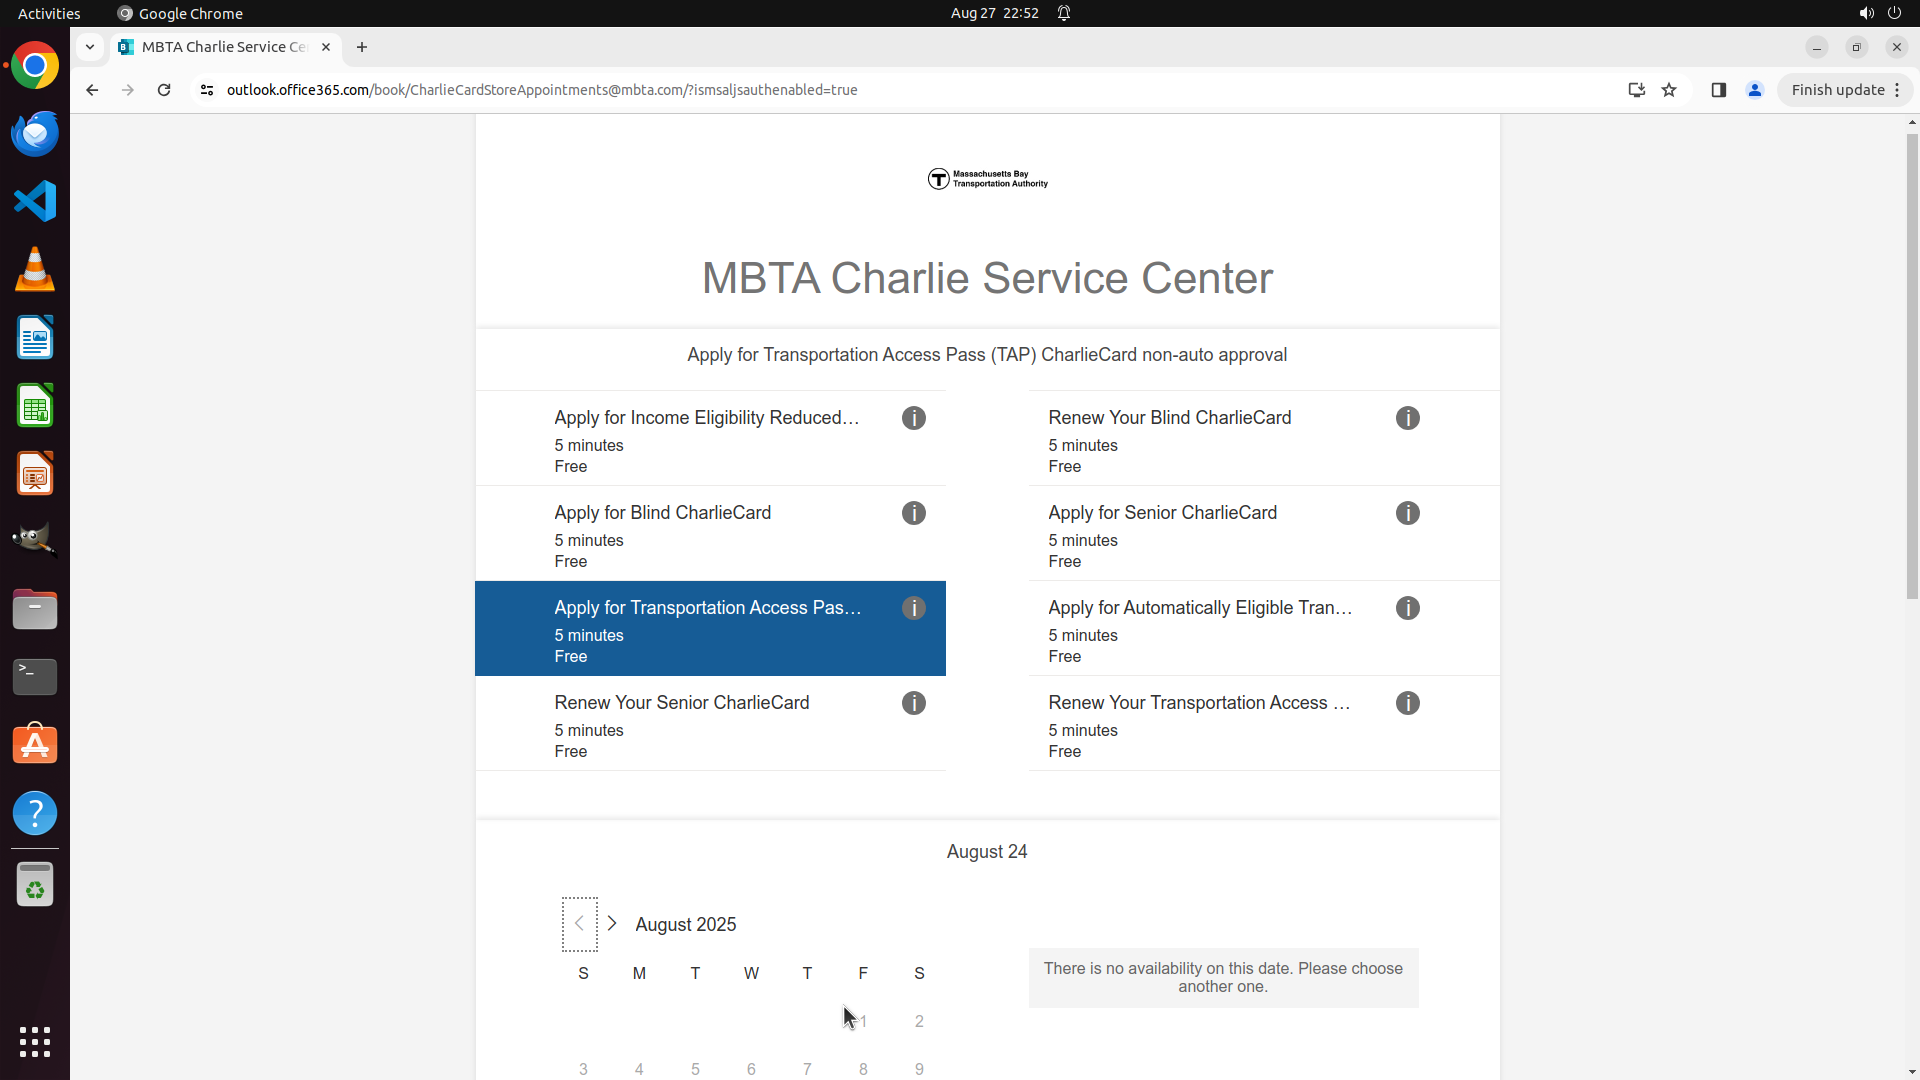 Activities
Google Chrome
Aug 27 22:52
MBTA Charlie Service Ce
outlook.office365.com/book/CharlieCardStoreAppointments@mbta.com/?ismsaljsauthenabled=true
Finish update
Massachusetts Bay
Transportation Authority
MBTA Charlie Service Center
Apply for Transportation Access Pass (TAP) CharlieCard non-auto approval
Apply for Income Eligibility Reduced…
5 minutes
Free
Renew Your Blind CharlieCard
5 minutes
Free
Apply for Blind CharlieCard
5 minutes
Free
Apply for Senior CharlieCard
5 minutes
Free
Apply for Transportation Access Pas…
5 minutes
Free
Apply for Automatically Eligible Tran…
5 minutes
Free
Renew Your Senior CharlieCard
5 minutes
Free
Renew Your Transportation Access …
5 minutes
Free
August 24
August 2025
S M T W T F S
1 2
3 4 5 6 7 8 9
There is no availability on this date. Please choose
another one.